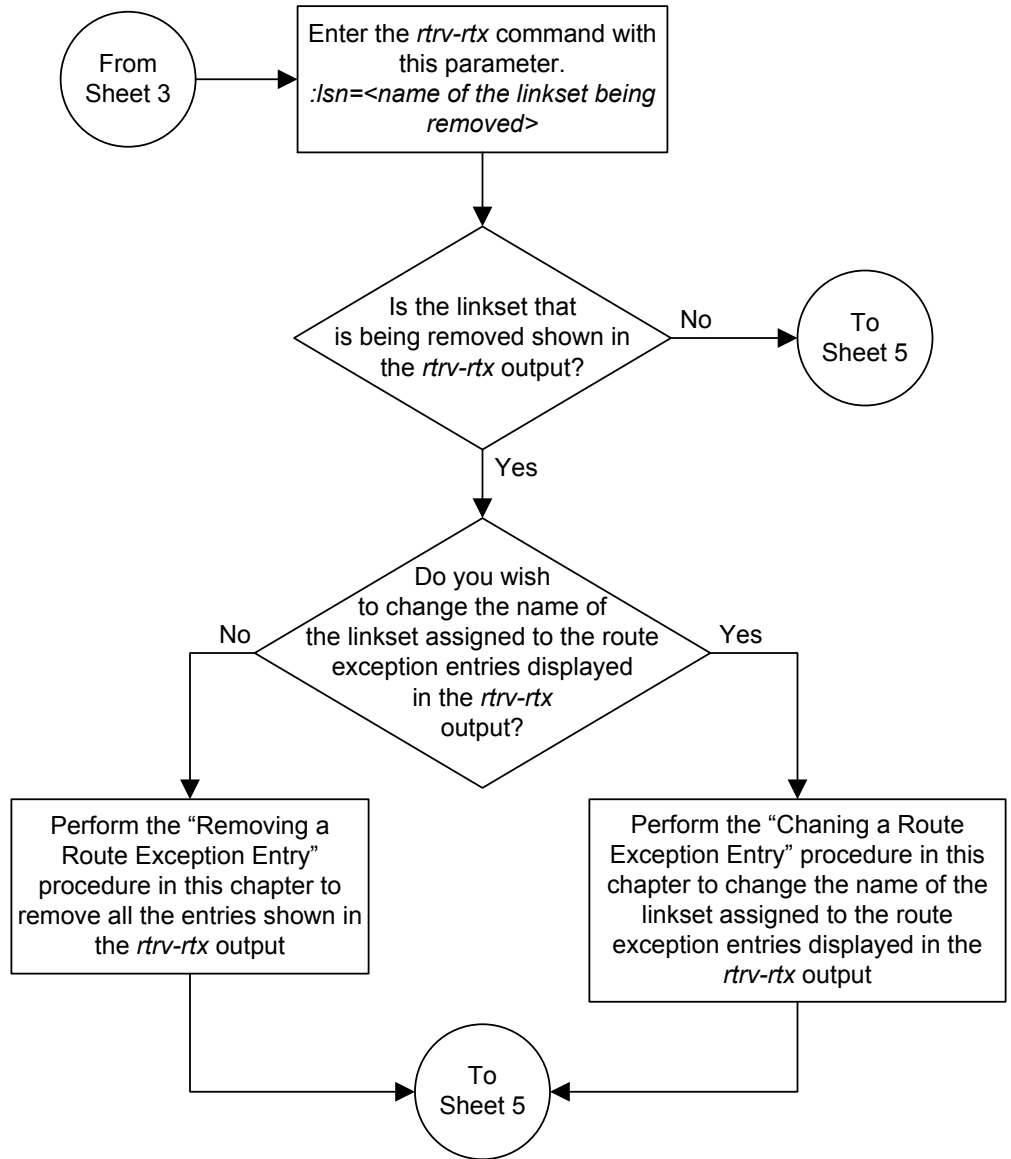 From
Sheet 3
Enter the rtrv-rtx command with
this parameter.
:lsn=<name of the linkset being
removed>
Is the linkset that
is being removed shown in
the rtrv-rtx output?
No
To
Sheet 5
Yes
Do you wish
to change the name of
the linkset assigned to the route
exception entries displayed
in the rtrv-rtx
output?
No
Yes
Perform the “Removing a
Route Exception Entry”
procedure in this chapter to
remove all the entries shown in
the rtrv-rtx output
Perform the “Chaning a Route
Exception Entry” procedure in this
chapter to change the name of the
linkset assigned to the route
exception entries displayed in the
rtrv-rtx output
To
Sheet 5